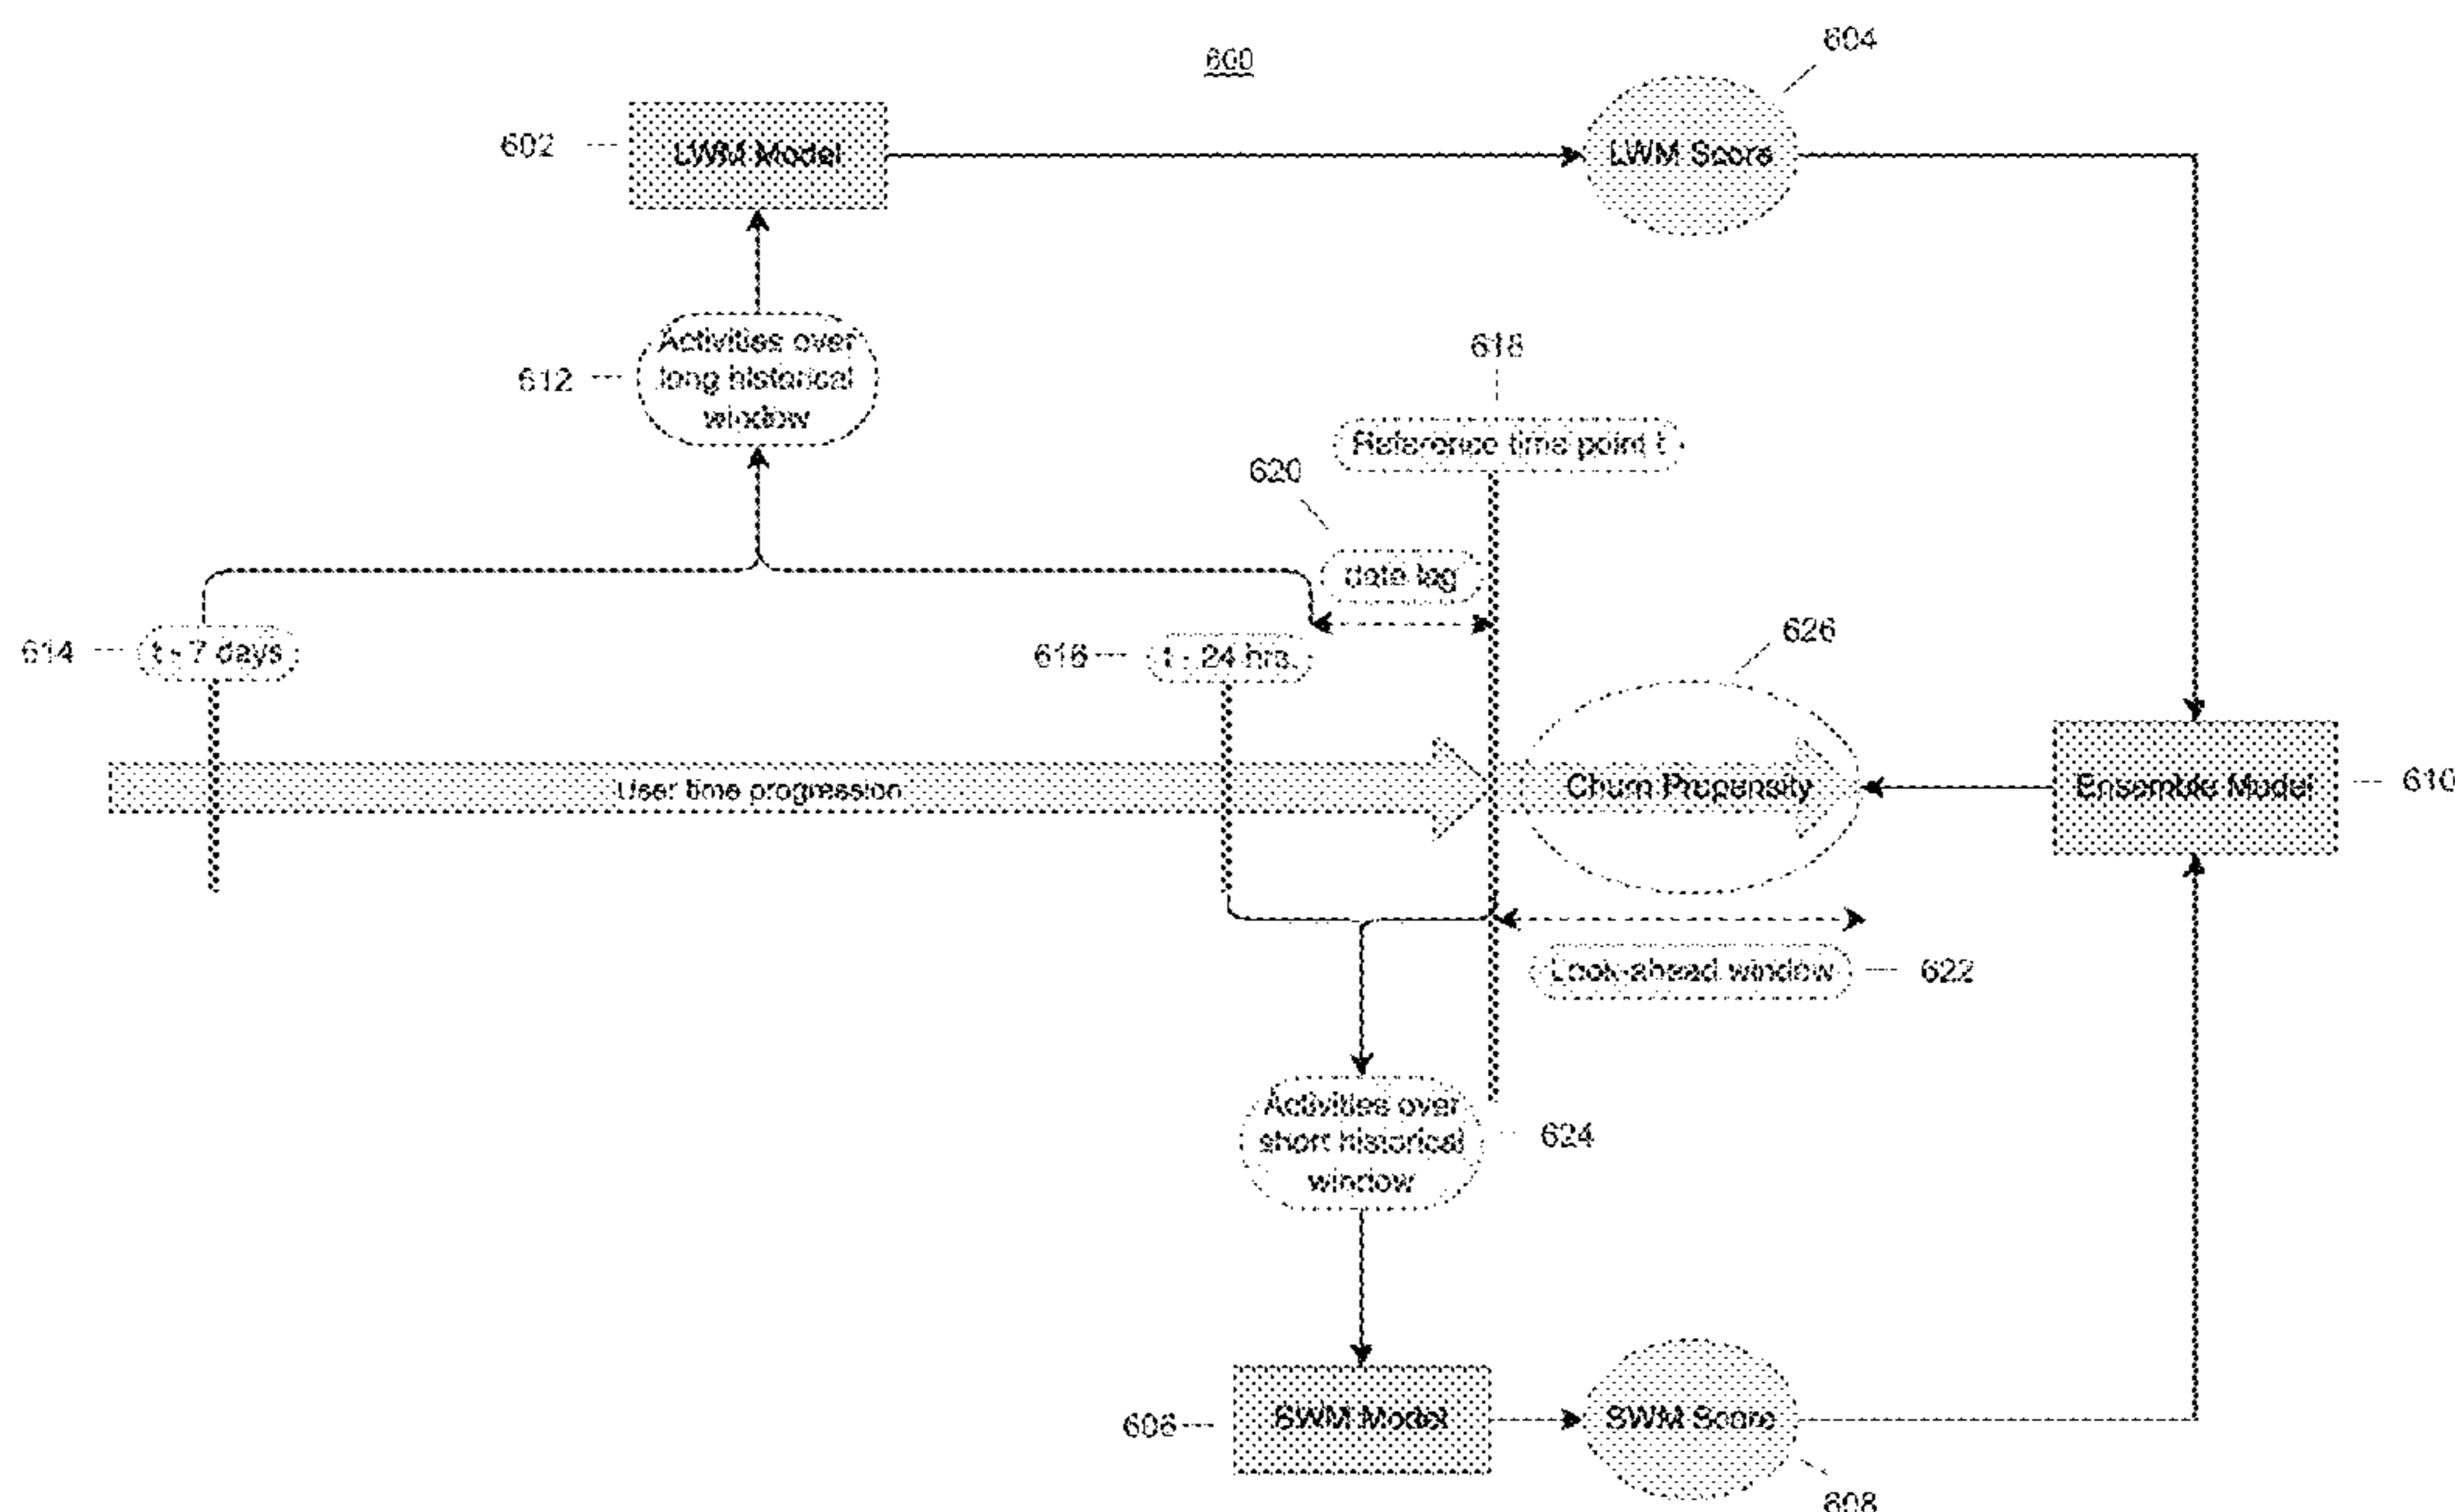 600
604
602
LWM Model
LWM Score
Activities over
long historical
window
612
618
Reference time point t
620
date lag
614
t - 7 days
616
t - 24 hrs.
626
User time progression
Churn Propensity
Ensemble Model
610
Look-ahead window
622
Activities over
short historical
window
624
606
SWM Model
SWM Score
608